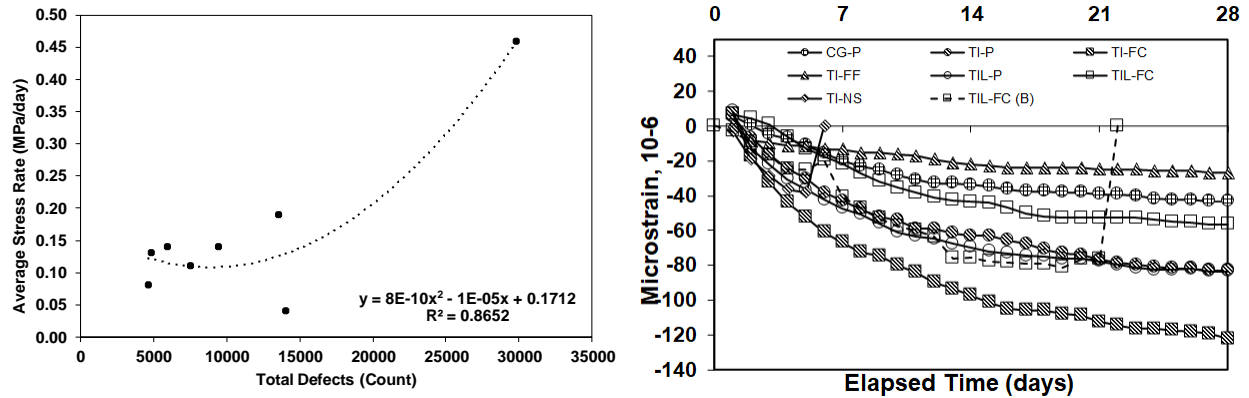 0.50
0.45
0.40
0.35
0.30
0.25
0.20
0.15
0.10
0.05
0.00
Average Stress Rate (MPa/day)
y = 8E-10x² - 1E-05x + 0.1712
R² = 0.8652
0 5000 10000 15000 20000 25000 30000 35000
Total Defects (Count)
0 7 14 21 28
40
20
0
-20
-40
-60
-80
-100
-120
-140
Microstrain, 10-6
CG-P TI-P TI-FC
TI-FF TIL-P TIL-FC
TI-NS TIL-FC (B)
Elapsed Time (days)